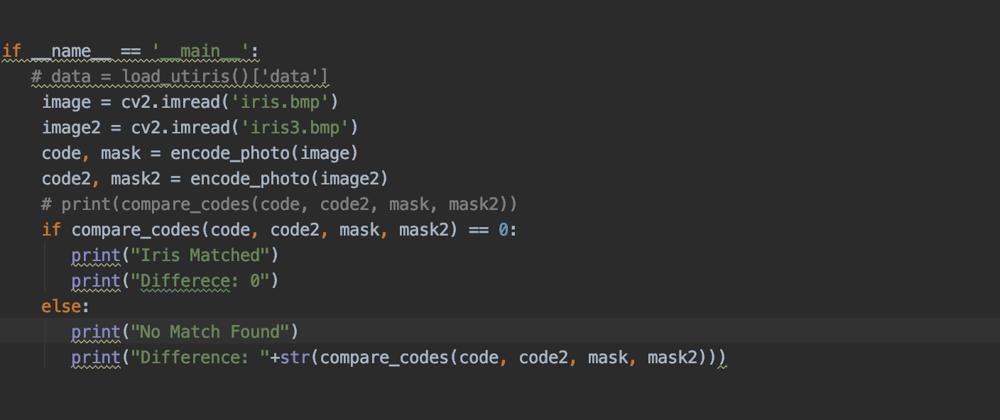 if __name__ == '__main__':
   # data = load_utiris()['data']
    image = cv2.imread('iris.bmp')
    image2 = cv2.imread('iris3.bmp')
    code, mask = encode_photo(image)
    code2, mask2 = encode_photo(image2)
    # print(compare_codes(code, code2, mask, mask2))
    if compare_codes(code, code2, mask, mask2) == 0:
       print("Iris Matched")
       print("Differece: 0")
    else:
       print("No Match Found")
       print("Difference: "+str(compare_codes(code, code2, mask, mask2)))